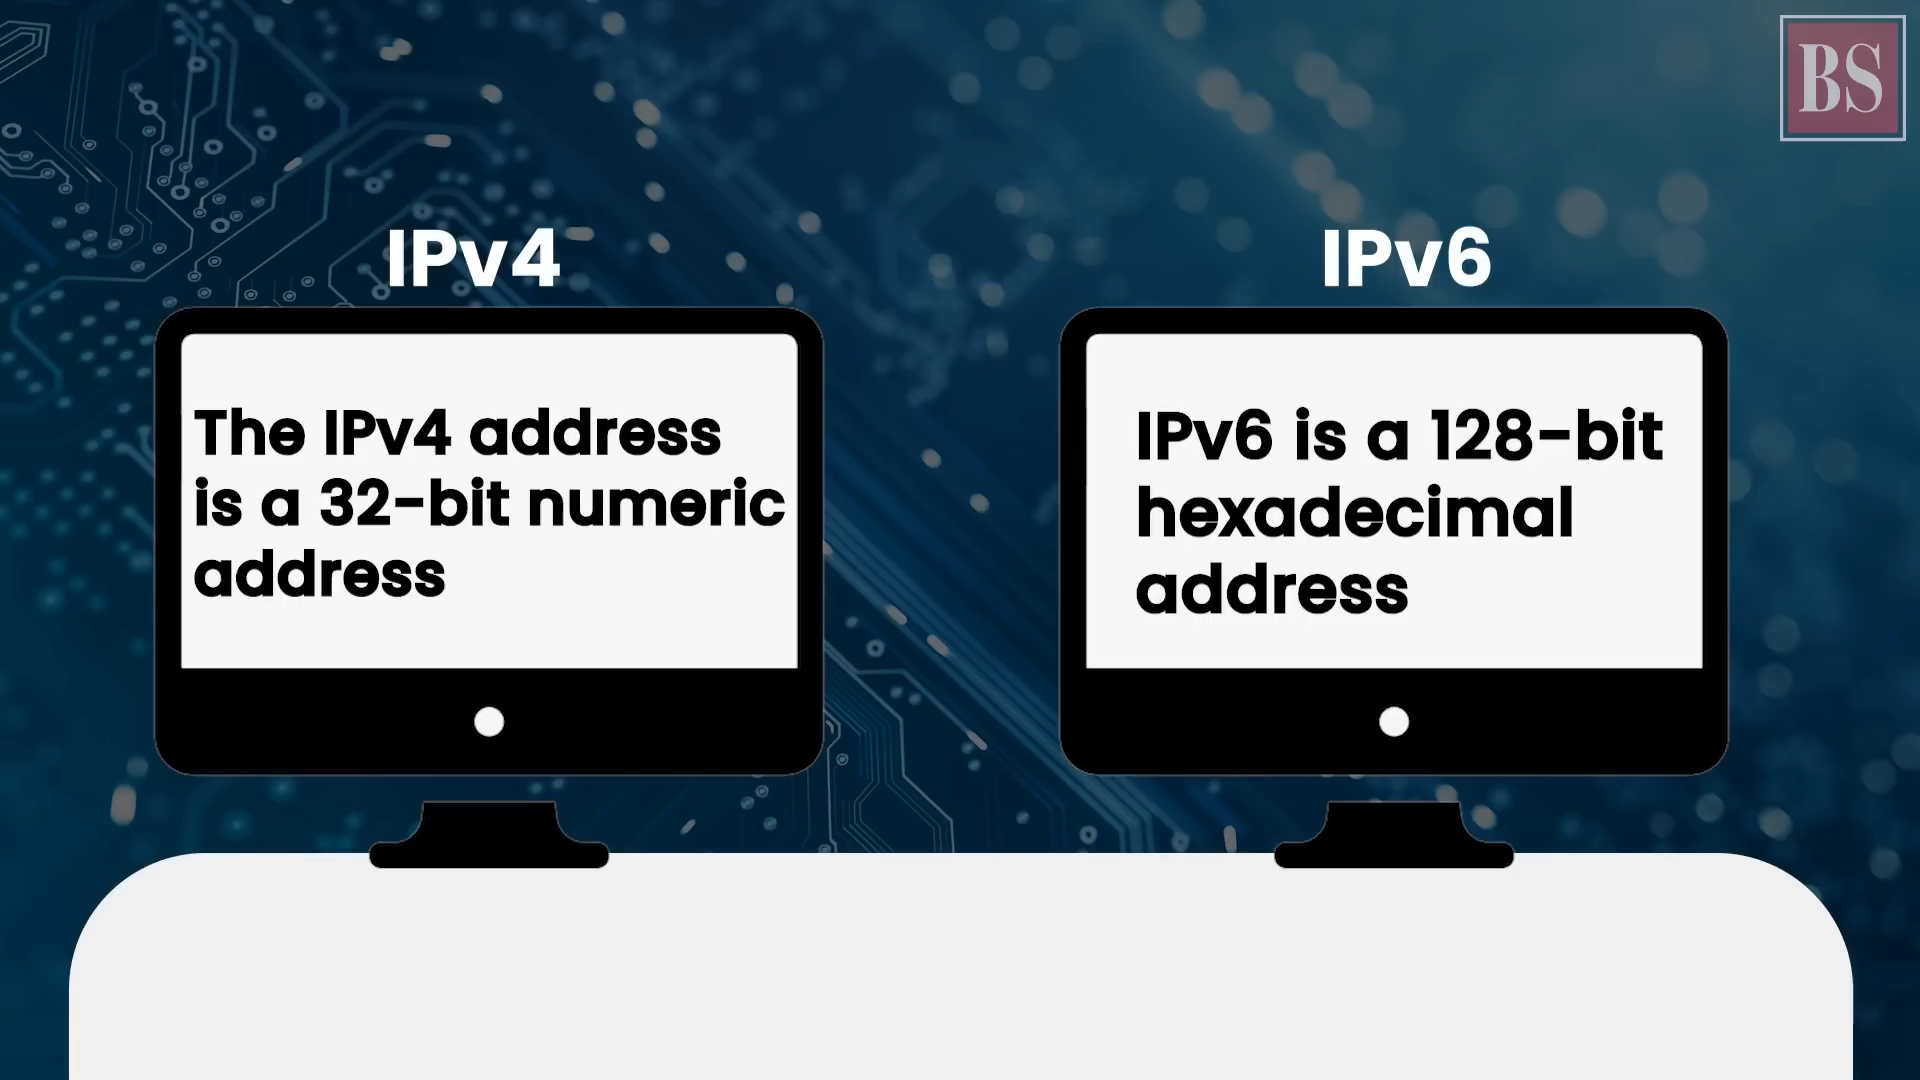 BS
IPv4
The IPv4 address
is a 32-bit numeric
address
IPv6
IPv6 is a 128-bit
hexadecimal
address